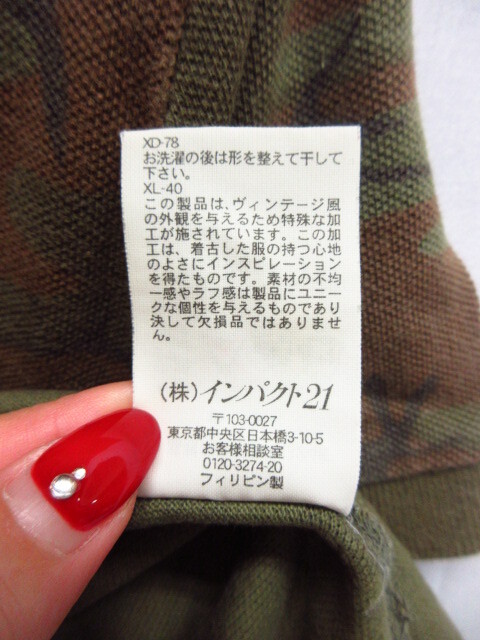 XD-78
お洗濯の後は形を整えて干して
下さい。
XL-40
この製品は、ヴィンテージ風
の外観を与えるため特殊な加
工が施されています。この加
工は、着古した服の持つ心地
のよさにインスピレーション
を得たものです。素材の不均
一感やラフ感は製品にユニー
クな個性を与えるものであり
決して欠損品ではありませ
ん。
(株)インパクト21
〒103-0027
東京都中央区日本橋3-10-5
お客様相談室
0120-3274-20
フィリピン製